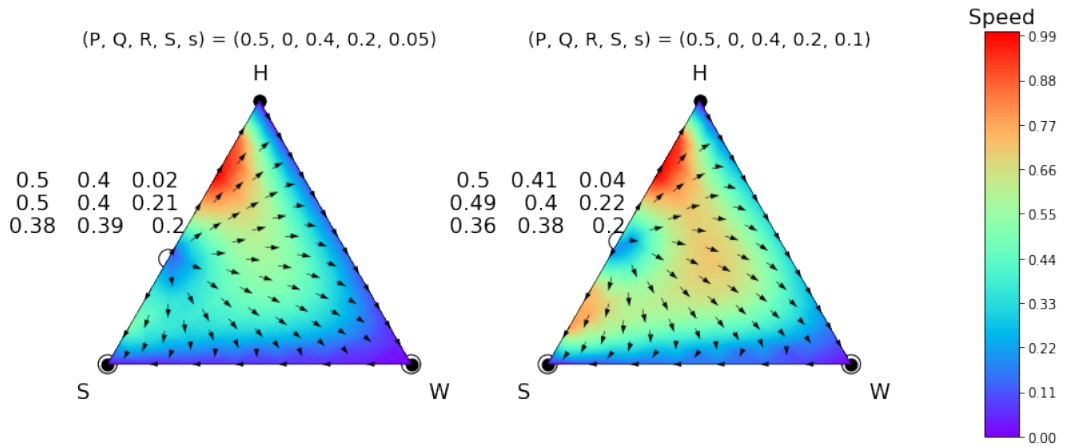 Speed
(P, Q, R, S, s) = (0.5, 0, 0.4, 0.2, 0.05)
H
0.5 0.4 0.02
0.5 0.4 0.21
0.38 0.39 0.2
S
W
(P, Q, R, S, s) = (0.5, 0, 0.4, 0.2, 0.1)
H
0.5 0.41 0.04
0.49 0.4 0.22
0.36 0.38 0.2
S
W
0.99
0.88
0.77
0.66
0.55
0.44
0.33
0.22
0.11
0.00